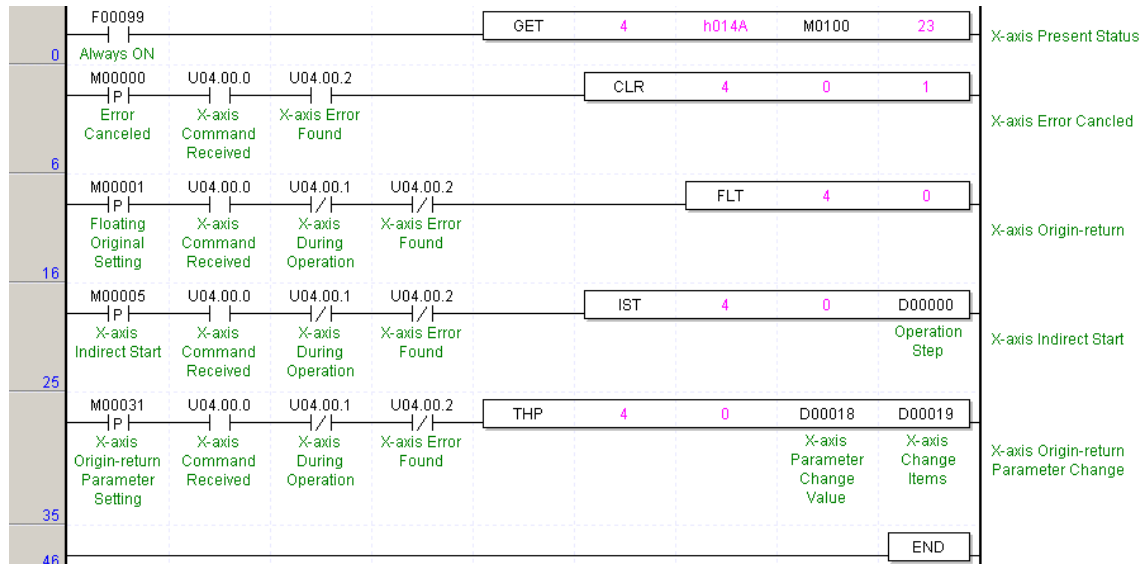 F00099
GET 4 h014A M0100 23
X-axis Present Status
0 Always ON
M00000 U04.00.0 U04.00.2
P
CLR 4 0 1
Error X-axis X-axis Error
Canceled Command Found
Received
X-axis Error Cancled
6
M00001 U04.00.0 U04.00.1 U04.00.2
P
FLT 4 0
Floating X-axis X-axis X-axis Error
Original Command During Found
Setting Received Operation
X-axis Origin-return
16
M00005 U04.00.0 U04.00.1 U04.00.2
P
IST 4 0 D00000
X-axis X-axis X-axis X-axis Error Operation
Indirect Start Command During Found Step
Received Operation
X-axis Indirect Start
25
M00031 U04.00.0 U04.00.1 U04.00.2
P
THP 4 0 D00018 D00019
X-axis X-axis X-axis X-axis Error X-axis X-axis
Origin-return Command During Found Parameter Change
Parameter Received Operation Change Items
Setting Value
X-axis Origin-return
Parameter Change
35
END
46